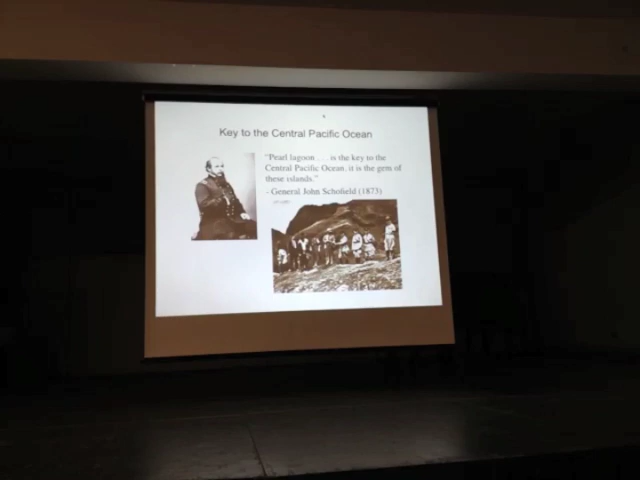 Key to the Central Pacific Ocean
"Pearl lagoon . . . is the key to the
Central Pacific Ocean. it is the gem of
these islands."
- General John Schofield (1873)